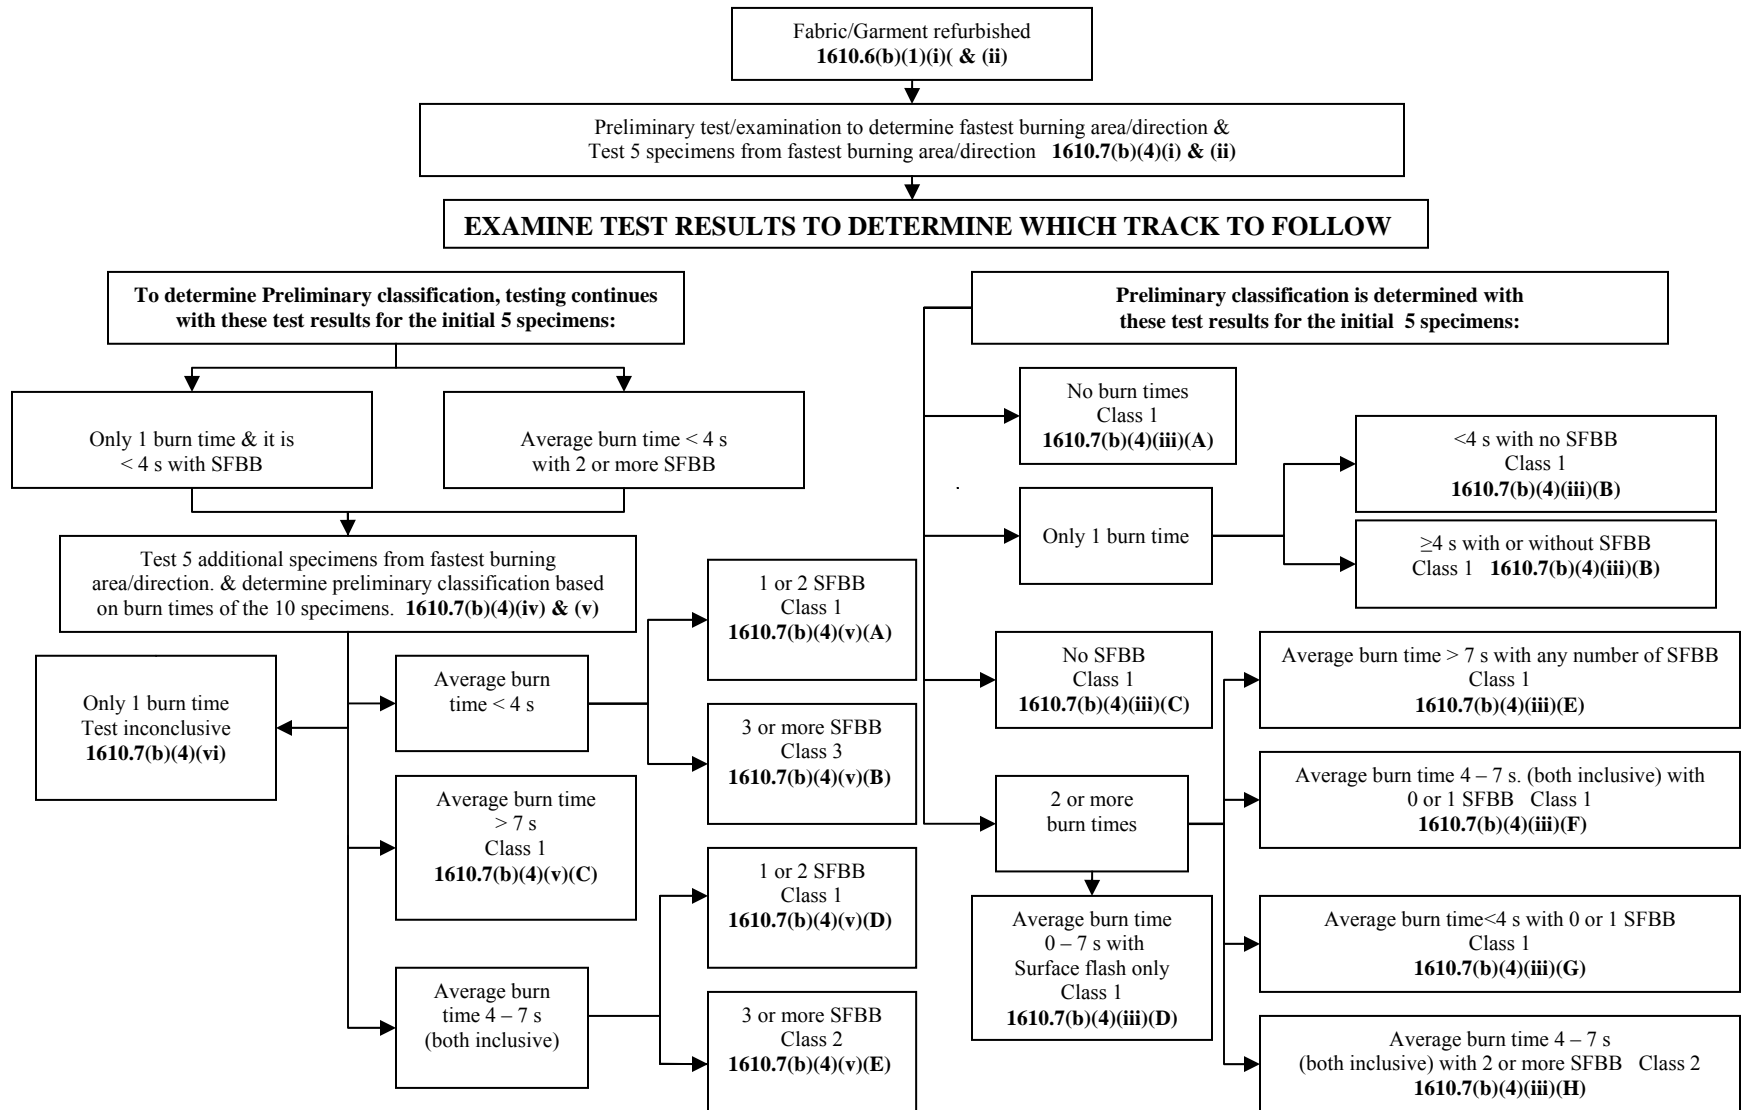 Fabric/Garment refurbished
1610.6(b)(1)(i)( & (ii)
Preliminary test/examination to determine fastest burning area/direction &
Test 5 specimens from fastest burning area/direction 1610.7(b)(4)(i) & (ii)
EXAMINE TEST RESULTS TO DETERMINE WHICH TRACK TO FOLLOW
To determine Preliminary classification, testing continues
with these test results for the initial 5 specimens:
Only 1 burn time & it is
< 4 s with SFBB
Average burn time < 4 s
with 2 or more SFBB
Test 5 additional specimens from fastest burning
area/direction. & determine preliminary classification based
on burn times of the 10 specimens. 1610.7(b)(4)(iv) & (v)
Only 1 burn time
Test inconclusive
1610.7(b)(4)(vi)
Average burn
time < 4 s
1 or 2 SFBB
Class 1
1610.7(b)(4)(v)(A)
3 or more SFBB
Class 3
1610.7(b)(4)(v)(B)
Average burn time
> 7 s
Class 1
1610.7(b)(4)(v)(C)
Average burn
time 4 – 7 s
(both inclusive)
1 or 2 SFBB
Class 1
1610.7(b)(4)(v)(D)
3 or more SFBB
Class 2
1610.7(b)(4)(v)(E)
Preliminary classification is determined with
these test results for the initial 5 specimens:
No burn times
Class 1
1610.7(b)(4)(iii)(A)
Only 1 burn time
<4 s with no SFBB
Class 1
1610.7(b)(4)(iii)(B)
≥4 s with or without SFBB
Class 1 1610.7(b)(4)(iii)(B)
No SFBB
Class 1
1610.7(b)(4)(iii)(C)
2 or more
burn times
Average burn time
0 – 7 s with
Surface flash only
Class 1
1610.7(b)(4)(iii)(D)
Average burn time > 7 s with any number of SFBB
Class 1
1610.7(b)(4)(iii)(E)
Average burn time 4 – 7 s. (both inclusive) with
0 or 1 SFBB Class 1
1610.7(b)(4)(iii)(F)
Average burn time<4 s with 0 or 1 SFBB
Class 1
1610.7(b)(4)(iii)(G)
Average burn time 4 – 7 s
(both inclusive) with 2 or more SFBB Class 2
1610.7(b)(4)(iii)(H)